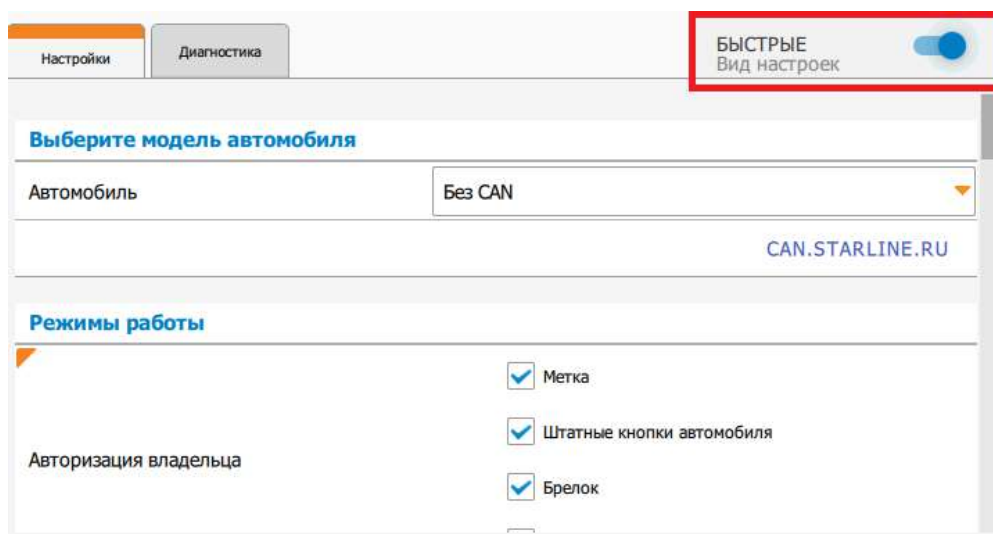 Настройки
Диагностика
БЫСТРЫЕ
Вид настроек
Выберите модель автомобиля
Автомобиль
Без CAN
CAN.STARLINE.RU
Режимы работы
Метка
Штатные кнопки автомобиля
Авторизация владельца
Брелок